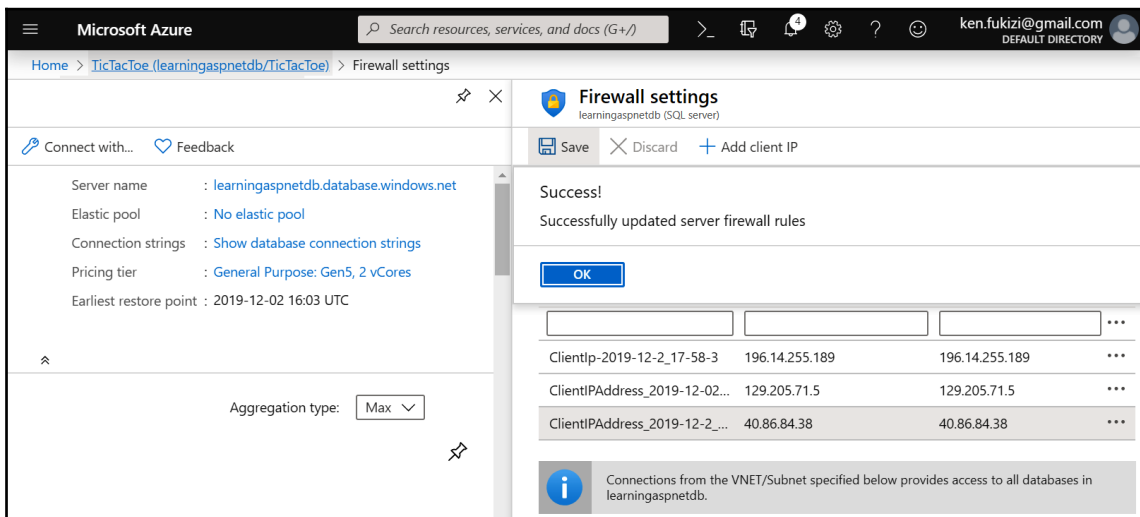 Microsoft Azure
Search resources, services, and docs (G+/)
4
ken.fukizi@gmail.com
DEFAULT DIRECTORY
Home > TicTacToe (learningaspnetdb/TicTacToe) > Firewall settings
Connect with... Feedback
Server name : learningaspnetdb.database.windows.net
Elastic pool : No elastic pool
Connection strings : Show database connection strings
Pricing tier : General Purpose: Gen5, 2 vCores
Earliest restore point : 2019-12-02 16:03 UTC
Aggregation type: Max
Firewall settings
learningaspnetdb (SQL server)
Save Discard Add client IP
Success!
Successfully updated server firewall rules
OK
ClientIp-2019-12-2_17-58-3 196.14.255.189 196.14.255.189
ClientIPAddress_2019-12-02... 129.205.71.5 129.205.71.5
ClientIPAddress_2019-12-2_... 40.86.84.38 40.86.84.38
Connections from the VNET/Subnet specified below provides access to all databases in
learningaspnetdb.